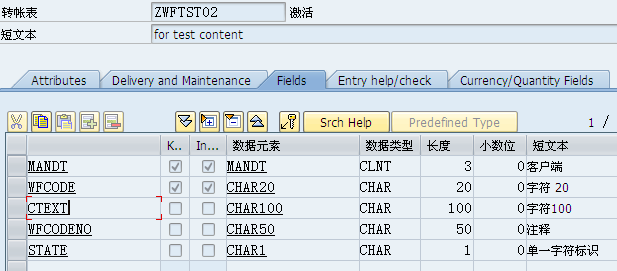 转帐表 ZWFTST02 激活
短文本 for test content
Attributes Delivery and Maintenance Fields Entry help/check Currency/Quantity Fields
Srch Help Predefined Type 1 /
K.. In... 数据元素 数据类型 长度 小数位 短文本
MANDT MANDT CLNT 3 0 客户端
WFCODE CHAR20 CHAR 20 0 字符 20
CTEXT CHAR100 CHAR 100 0 字符100
WFCODENO CHAR50 CHAR 50 0 注释
STATE CHAR1 CHAR 1 0 单一字符标识